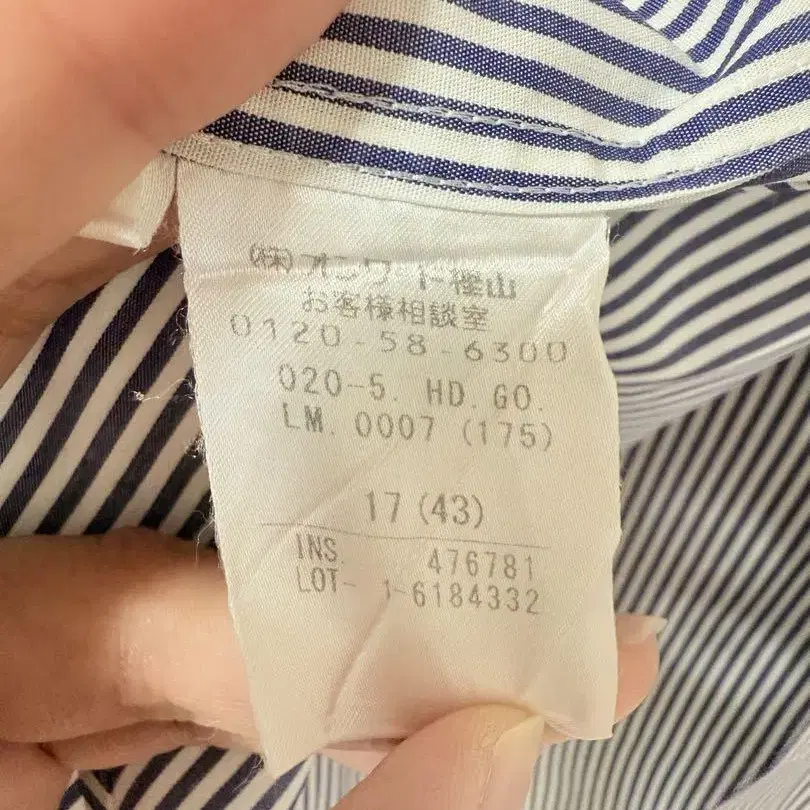 (株)オンワード樫山
お客様相談室
0120-58-6300
020-5. HD. GO.
LM. 0007 (175)
17 (43)
INS. 476781
LOT- 1-6184332